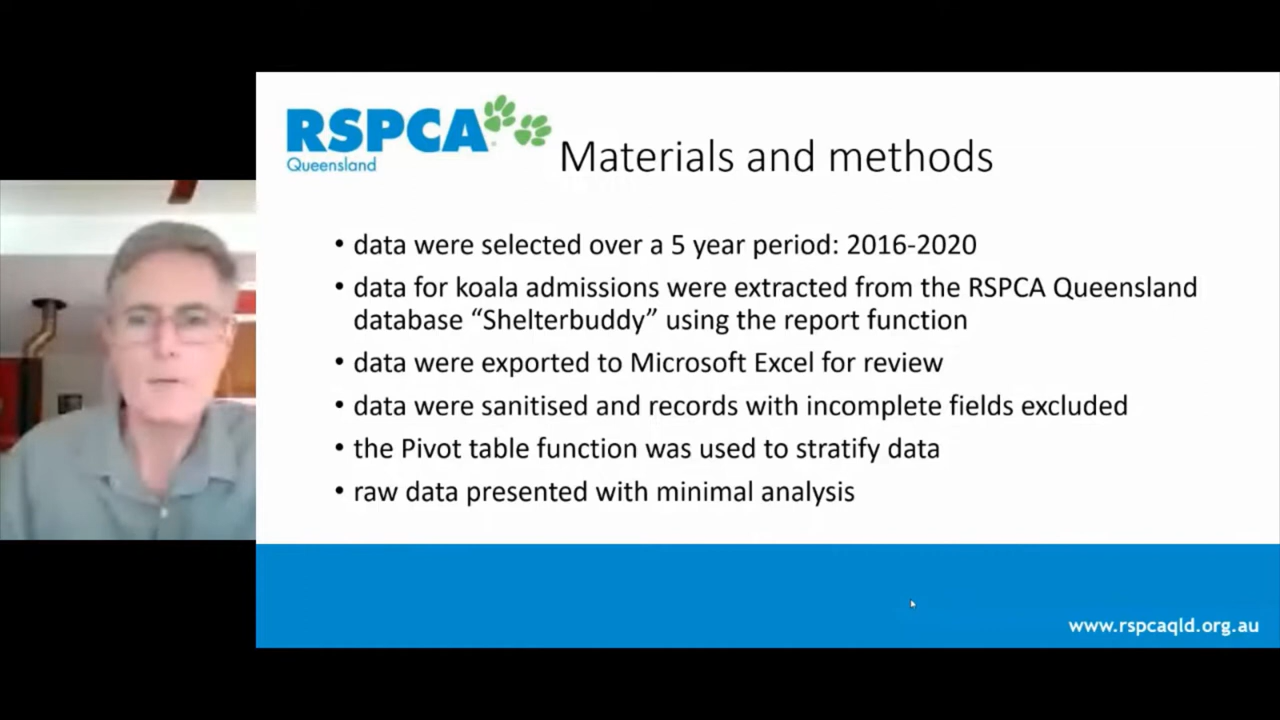 RSPCA
Queensland
Materials and methods
• data were selected over a 5 year period: 2016-2020
• data for koala admissions were extracted from the RSPCA Queensland
database “Shelterbuddy” using the report function
• data were exported to Microsoft Excel for review
• data were sanitised and records with incomplete fields excluded
• the Pivot table function was used to stratify data
• raw data presented with minimal analysis
www.rspcaqld.org.au